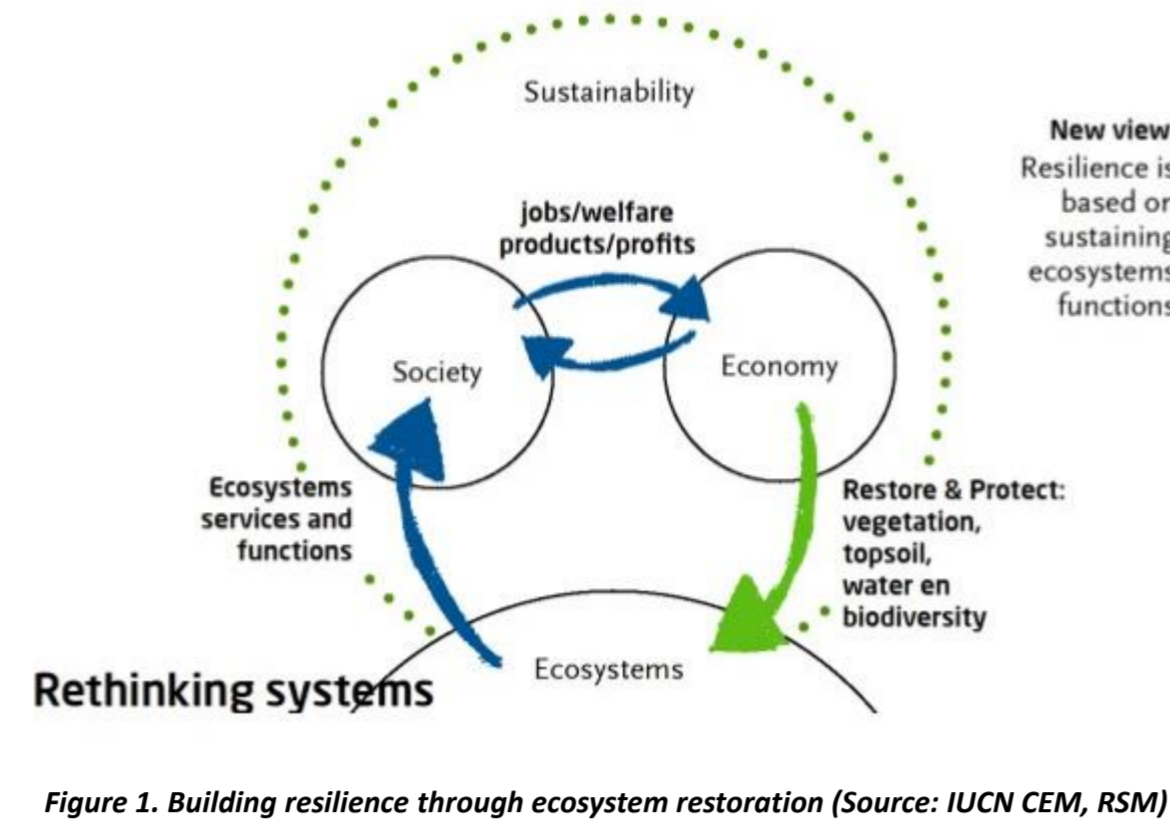 Sustainability
New view
Resilience is
based on
sustaining
ecosystems
functions
jobs/welfare
products/profits
Society
Economy
Ecosystems
services and
functions
Restore & Protect:
vegetation,
topsoil,
water en
biodiversity
Ecosystems
Rethinking systems
Figure 1. Building resilience through ecosystem restoration (Source: IUCN CEM, RSM)